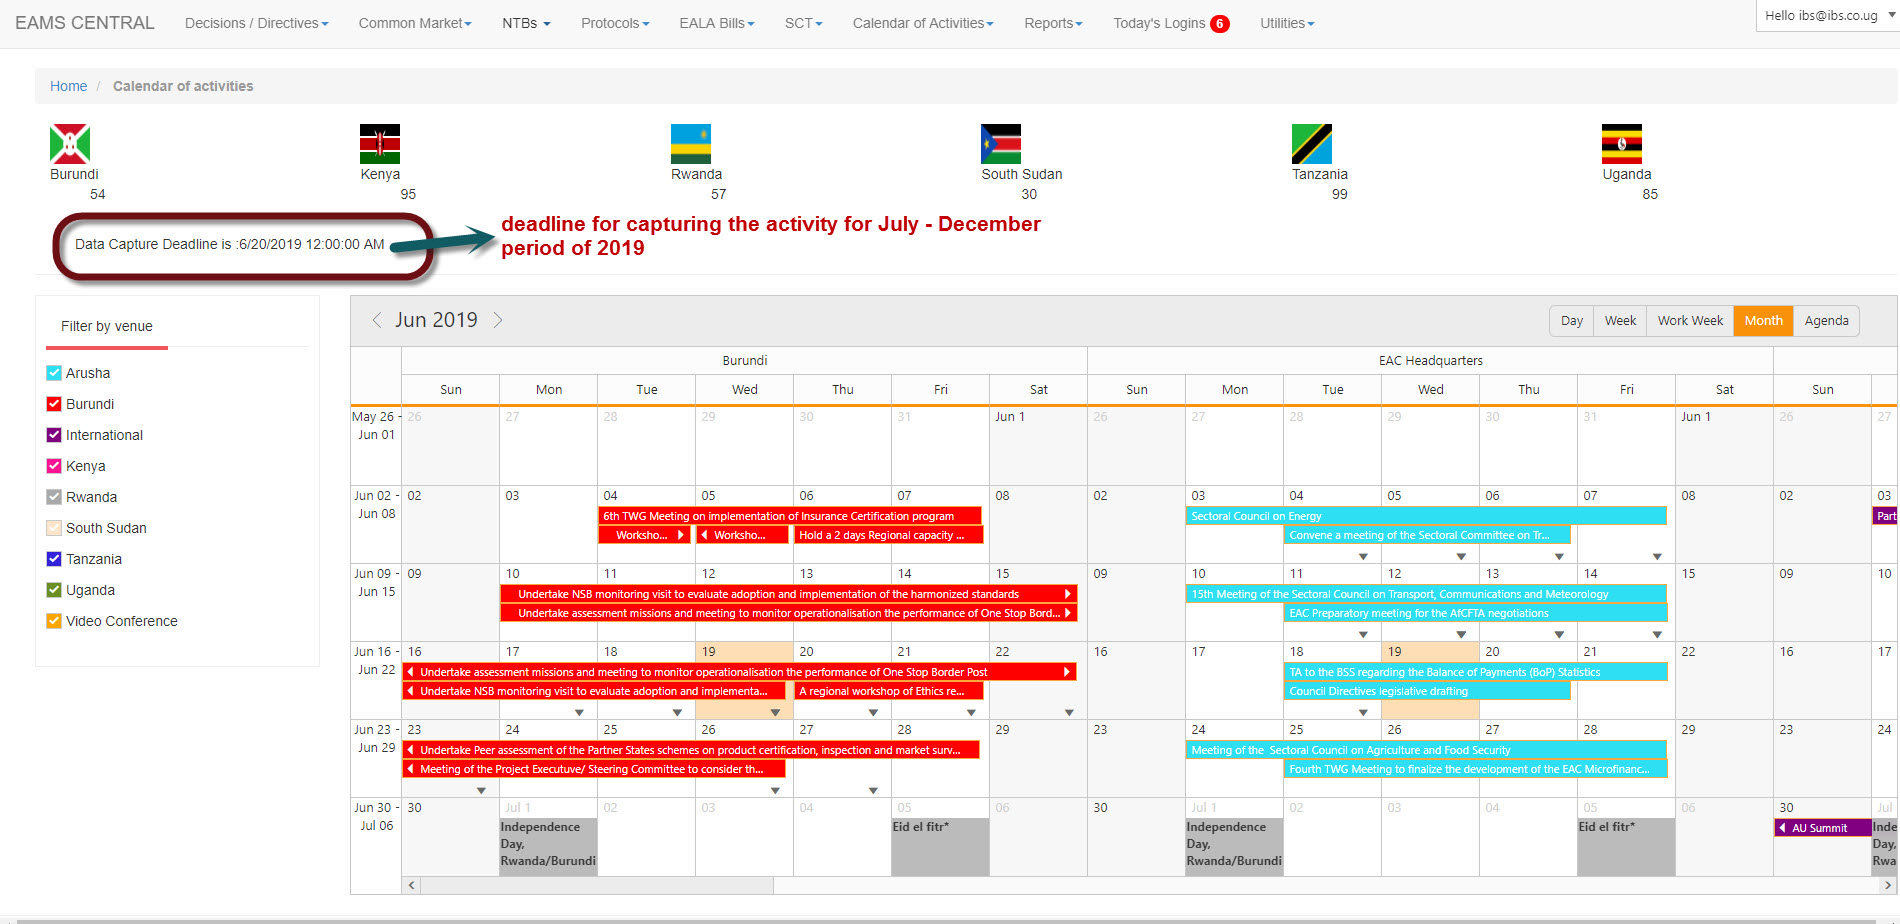 EAMS CENTRAL Decisions / Directives Common Market NTBs Protocols EALA Bills SCT Calendar of Activities Reports Today's Logins 6 Utilities Hello ibs@ibs.co.ug
Home / Calendar of activities
Burundi Kenya Rwanda South Sudan Tanzania Uganda
54 95 57 30 99 85
deadline for capturing the activity for July - December
period of 2019
Data Capture Deadline is :6/20/2019 12:00:00 AM
Filter by venue
Arusha
Burundi
International
Kenya
Rwanda
South Sudan
Tanzania
Uganda
Video Conference
Jun 2019 Day Week Work Week Month Agenda
Burundi EAC Headquarters
Sun Mon Tue Wed Thu Fri Sat Sun Mon Tue Wed Thu Fri Sat Sun
May 26 - 26 27 28 29 30 31 Jun 1 26 27 28 29 30 31 Jun 1 26 27
Jun 01
Jun 02 - 02 03 04 05 06 07 08 02 03 04 05 06 07 08 02 03
Jun 08
6th TWG Meeting on implementation of Insurance Certification program Sectoral Council on Energy Part
Worksho... Worksho... Hold a 2 days Regional capacity ... Convene a meeting of the Sectoral Committee on Tr...
Jun 09 - 09 10 11 12 13 14 15 09 10 11 12 13 14 15 09 10
Jun 15
Undertake NSB monitoring visit to evaluate adoption and implementation of the harmonized standards 15th Meeting of the Sectoral Council on Transport, Communications and Meteorology
Undertake assessment missions and meeting to monitor operationalisation the performance of One Stop Bord... EAC Preparatory meeting for the AfCFTA negotiations
Jun 16 - 16 17 18 19 20 21 22 16 17 18 19 20 21 22 16 17
Jun 22
Undertake assessment missions and meeting to monitor operationalisation the performance of One Stop Border Post TA to the BSS regarding the Balance of Payments (BoP) Statistics
Undertake NSB monitoring visit to evaluate adoption and implementa... A regional workshop of Ethics re... Council Directives legislative drafting
Jun 23 - 23 24 25 26 27 28 29 23 24 25 26 27 28 29 23 24
Jun 29
Undertake Peer assessment of the Partner States schemes on product certification, inspection and market surv... Meeting of the Sectoral Council on Agriculture and Food Security
Meeting of the Project Executuve/ Steering Committee to consider th... Fourth TWG Meeting to finalize the development of the EAC Microfinanc...
Jun 30 - 30 Jul 1 02 03 04 05 06 30 Jul 1 02 03 04 05 06 30 Jul
Jul 06
Independence Eid el fitr* Independence Eid el fitr* AU Summit Inde
Day, Day, Day,
Rwanda/Burundi Rwanda/Burundi Rwa